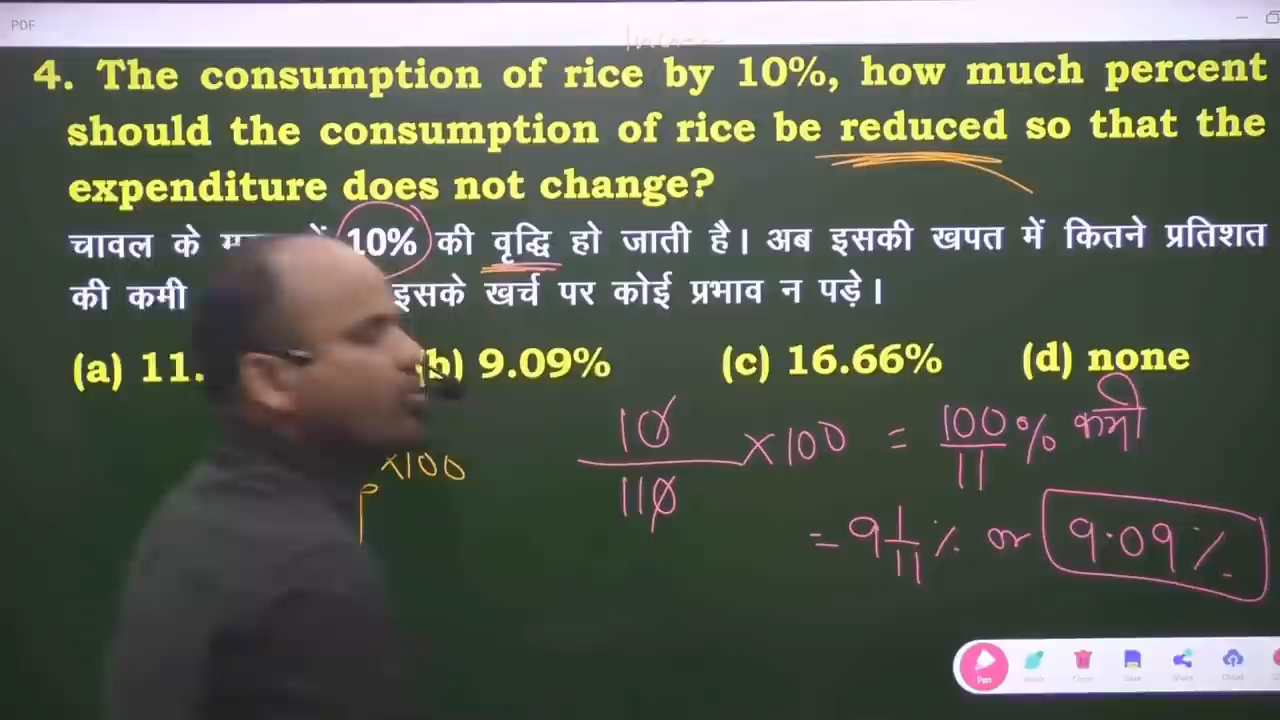 PDF
4. The consumption of rice by 10%, how much percent
should the consumption of rice be reduced so that the
expenditure does not change?
चावल के 10% की वृद्धि हो जाती है। अब इसकी खपत में कितने प्रतिशत
की कमी इसके खर्च पर कोई प्रभाव न पड़े।
(a) 11. (b) 9.09% (c) 16.66% (d) none
10/110 ×100 = 100/11 % कमी
×100
= 9 1/11 % or 9.09%
Pen